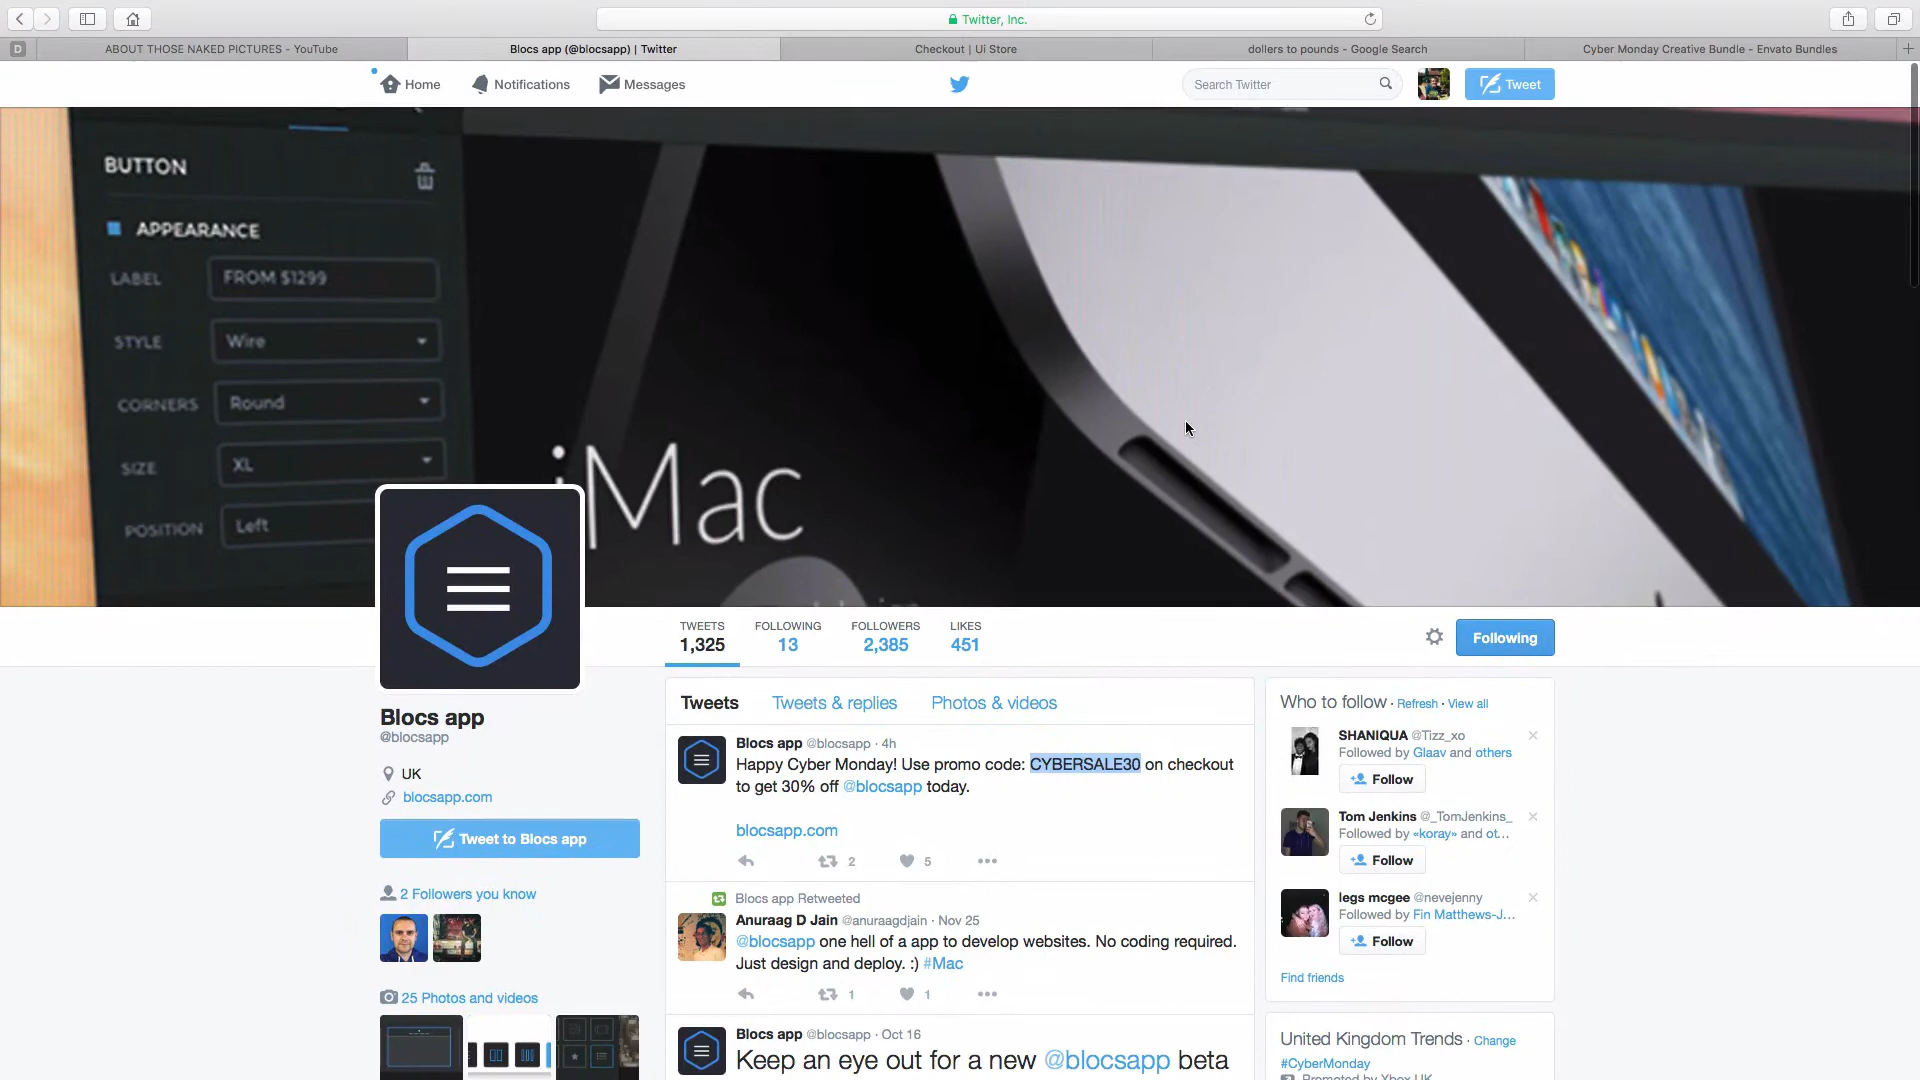 Twitter, Inc.
D
ABOUT THOSE NAKED PICTURES - YouTube
Blocs app (@blocsapp) | Twitter
Checkout | Ui Store
dollers to pounds - Google Search
Cyber Monday Creative Bundle - Envato Bundles
Home
Notifications
Messages
Search Twitter
Tweet
BUTTON
APPEARANCE
LABEL FROM $1299
STYLE Wire
CORNERS Round
SIZE XL
POSITION Left
iMac
TWEETS
1,325
FOLLOWING
13
FOLLOWERS
2,385
LIKES
451
Following
Blocs app
@blocsapp
UK
blocsapp.com
Tweet to Blocs app
2 Followers you know
25 Photos and videos
Tweets
Tweets & replies
Photos & videos
Blocs app @blocsapp · 4h
Happy Cyber Monday! Use promo code: CYBERSALE30 on checkout
to get 30% off @blocsapp today.
blocsapp.com
2
5
Blocs app Retweeted
Anuraag D Jain @anuraagdjain · Nov 25
@blocsapp one hell of a app to develop websites. No coding required.
Just design and deploy. :) #Mac
1
1
Blocs app @blocsapp · Oct 16
Keep an eye out for a new @blocsapp beta
Who to follow · Refresh · View all
SHANIQUA @Tizz_xo
Followed by Glaav and others
Follow
Tom Jenkins @_TomJenkins_
Followed by «koray» and ot...
Follow
legs mcgee @nevejenny
Followed by Fin Matthews-J...
Follow
Find friends
United Kingdom Trends · Change
#CyberMonday
Promoted by Xbox UK